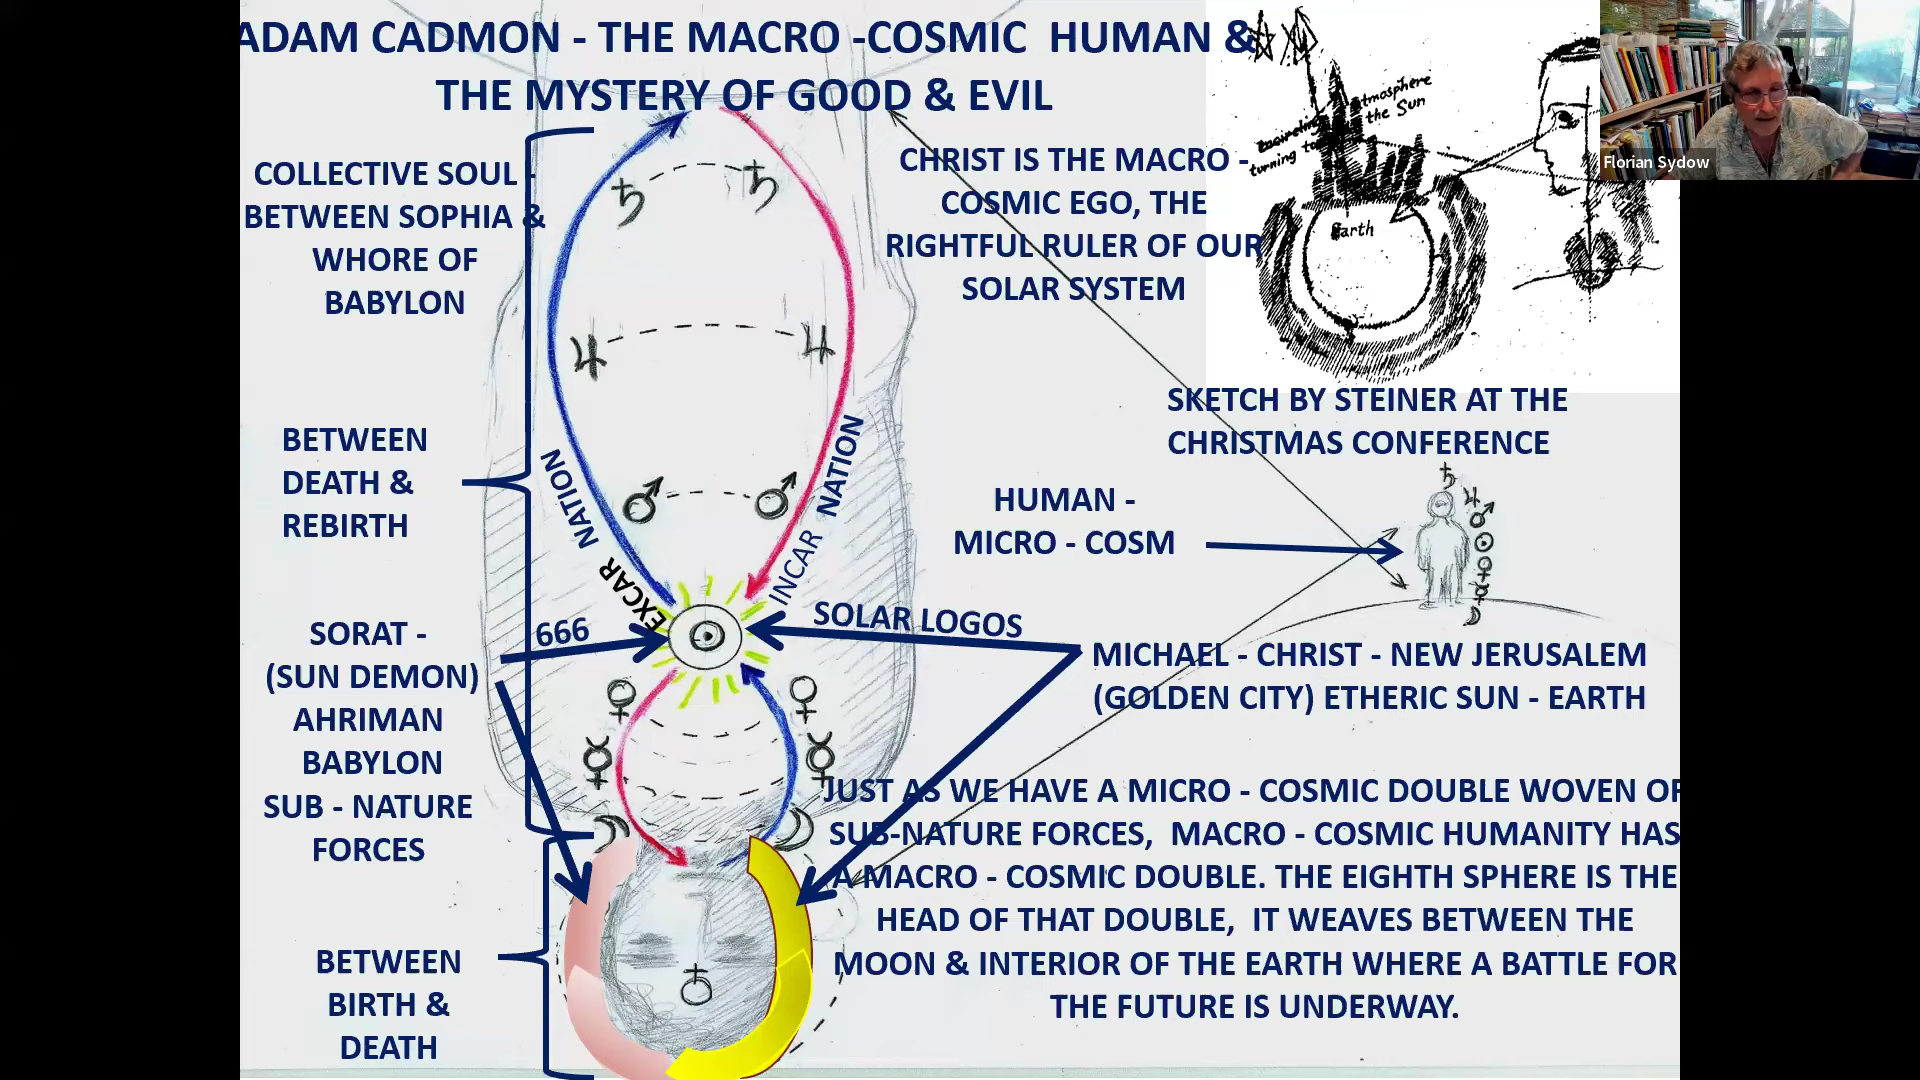 ADAM CADMON - THE MACRO -COSMIC HUMAN &
THE MYSTERY OF GOOD & EVIL
COLLECTIVE SOUL -
BETWEEN SOPHIA &
WHORE OF
BABYLON
CHRIST IS THE MACRO -
COSMIC EGO, THE
RIGHTFUL RULER OF OUR
SOLAR SYSTEM
atmosphere
the Sun
turning to
Earth
Florian Sydow
SKETCH BY STEINER AT THE
CHRISTMAS CONFERENCE
BETWEEN
DEATH &
REBIRTH
EXCAR NATION
INCAR NATION
HUMAN -
MICRO - COSM
SORAT -
(SUN DEMON)
AHRIMAN
BABYLON
SUB - NATURE
FORCES
666
SOLAR LOGOS
MICHAEL - CHRIST - NEW JERUSALEM
(GOLDEN CITY) ETHERIC SUN - EARTH
JUST AS WE HAVE A MICRO - COSMIC DOUBLE WOVEN OF
SUB-NATURE FORCES, MACRO - COSMIC HUMANITY HAS
A MACRO - COSMIC DOUBLE. THE EIGHTH SPHERE IS THE
HEAD OF THAT DOUBLE, IT WEAVES BETWEEN THE
MOON & INTERIOR OF THE EARTH WHERE A BATTLE FOR
THE FUTURE IS UNDERWAY.
BETWEEN
BIRTH &
DEATH